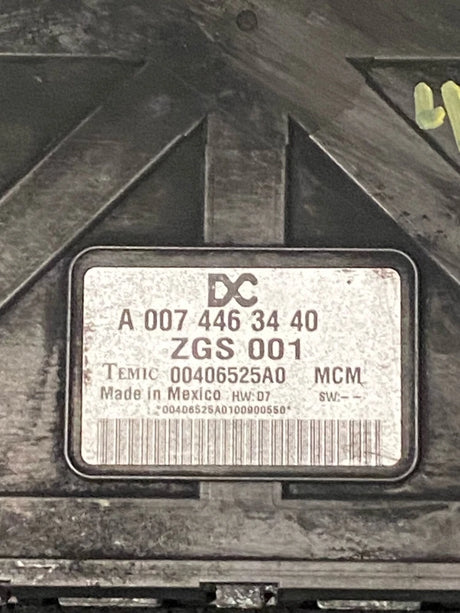 DC
A 007 446 34 40
ZGS 001
TEMIC 00406525A0 MCM
Made in Mexico HW:07 SW:--
*00406525A0100900550*